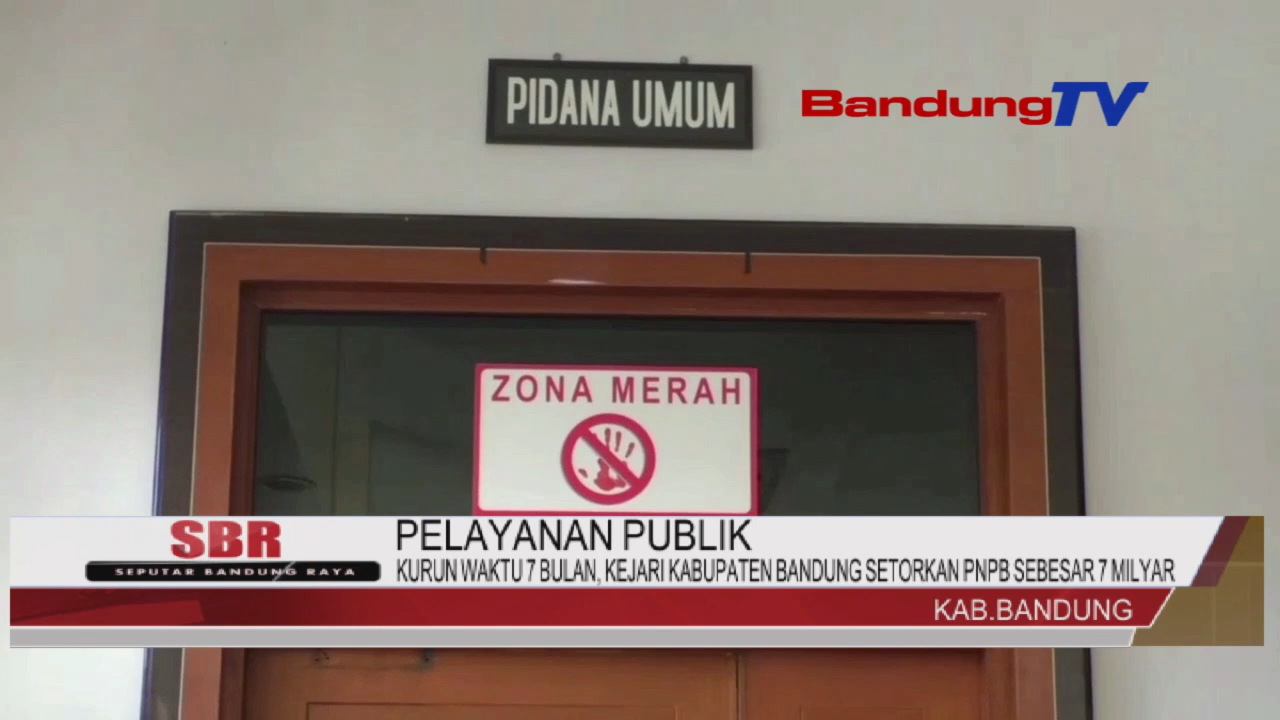 PIDANA UMUM
BandungTV
ZONA MERAH
SBR
SEPUTAR BANDUNG RAYA
PELAYANAN PUBLIK
KURUN WAKTU 7 BULAN, KEJARI KABUPATEN BANDUNG SETORKAN PNPB SEBESAR 7 MILYAR
KAB.BANDUNG